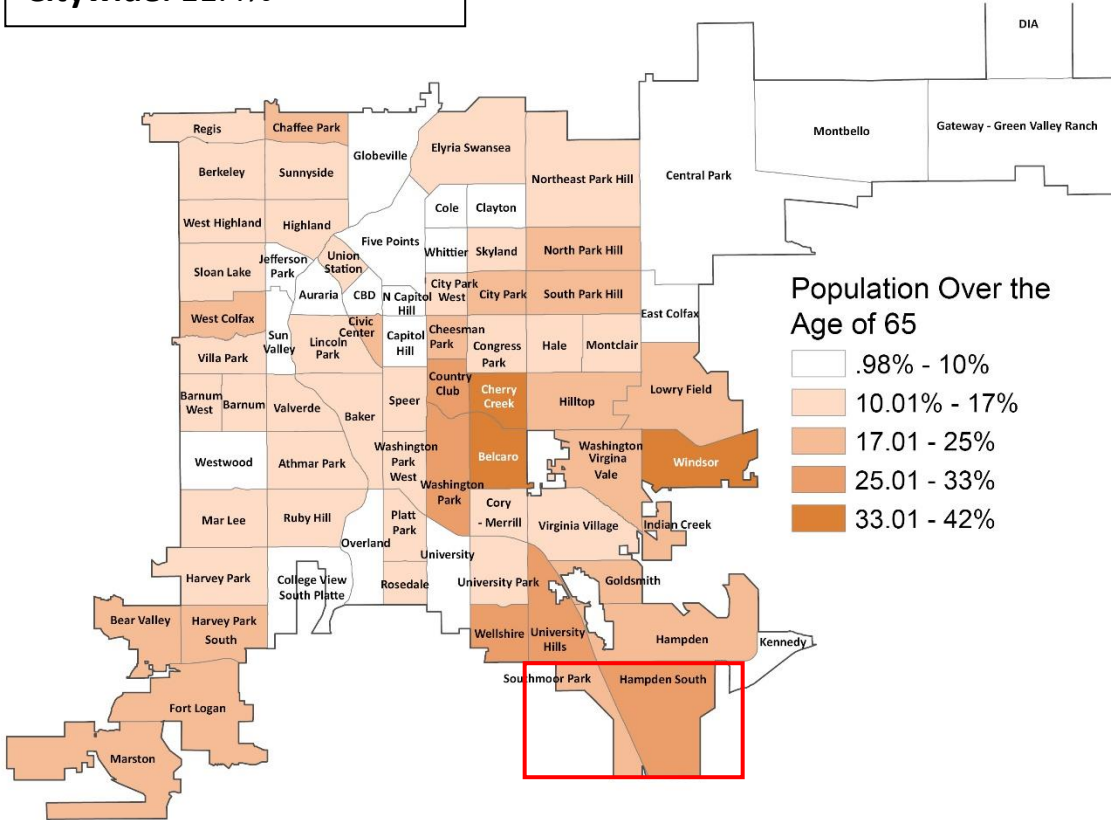 DIA
Montbello
Gateway - Green Valley Ranch
Central Park
Regis
Chaffee Park
Globeville
Elyria Swansea
Berkeley
Sunnyside
Northeast Park Hill
Cole
Clayton
West Highland
Highland
Five Points
Whittier
Skyland
North Park Hill
Jefferson
Park
Union
Station
Sloan Lake
Auraria
CBD
N Capitol
Hill
City Park
West
City Park
South Park Hill
East Colfax
West Colfax
Sun
Valley
Lincoln
Park
Civic
Center
Capitol
Hill
Cheesman
Park
Congress
Park
Hale
Montclair
Villa Park
Barnum
West
Barnum
Valverde
Baker
Speer
Country
Club
Cherry
Creek
Hilltop
Lowry Field
Westwood
Athmar Park
Washington
Park
West
Washington
Park
Belcaro
Washington
Virgina
Vale
Windsor
Mar Lee
Ruby Hill
Overland
Platt
Park
University
Cory
- Merrill
Virginia Village
Indian Creek
Harvey Park
College View
South Platte
Rosedale
University Park
Goldsmith
Bear Valley
Harvey Park
South
Wellshire
University
Hills
Hampden
Kennedy
Southmoor Park
Hampden South
Fort Logan
Marston
Population Over the
Age of 65
.98% - 10%
10.01% - 17%
17.01 - 25%
25.01 - 33%
33.01 - 42%